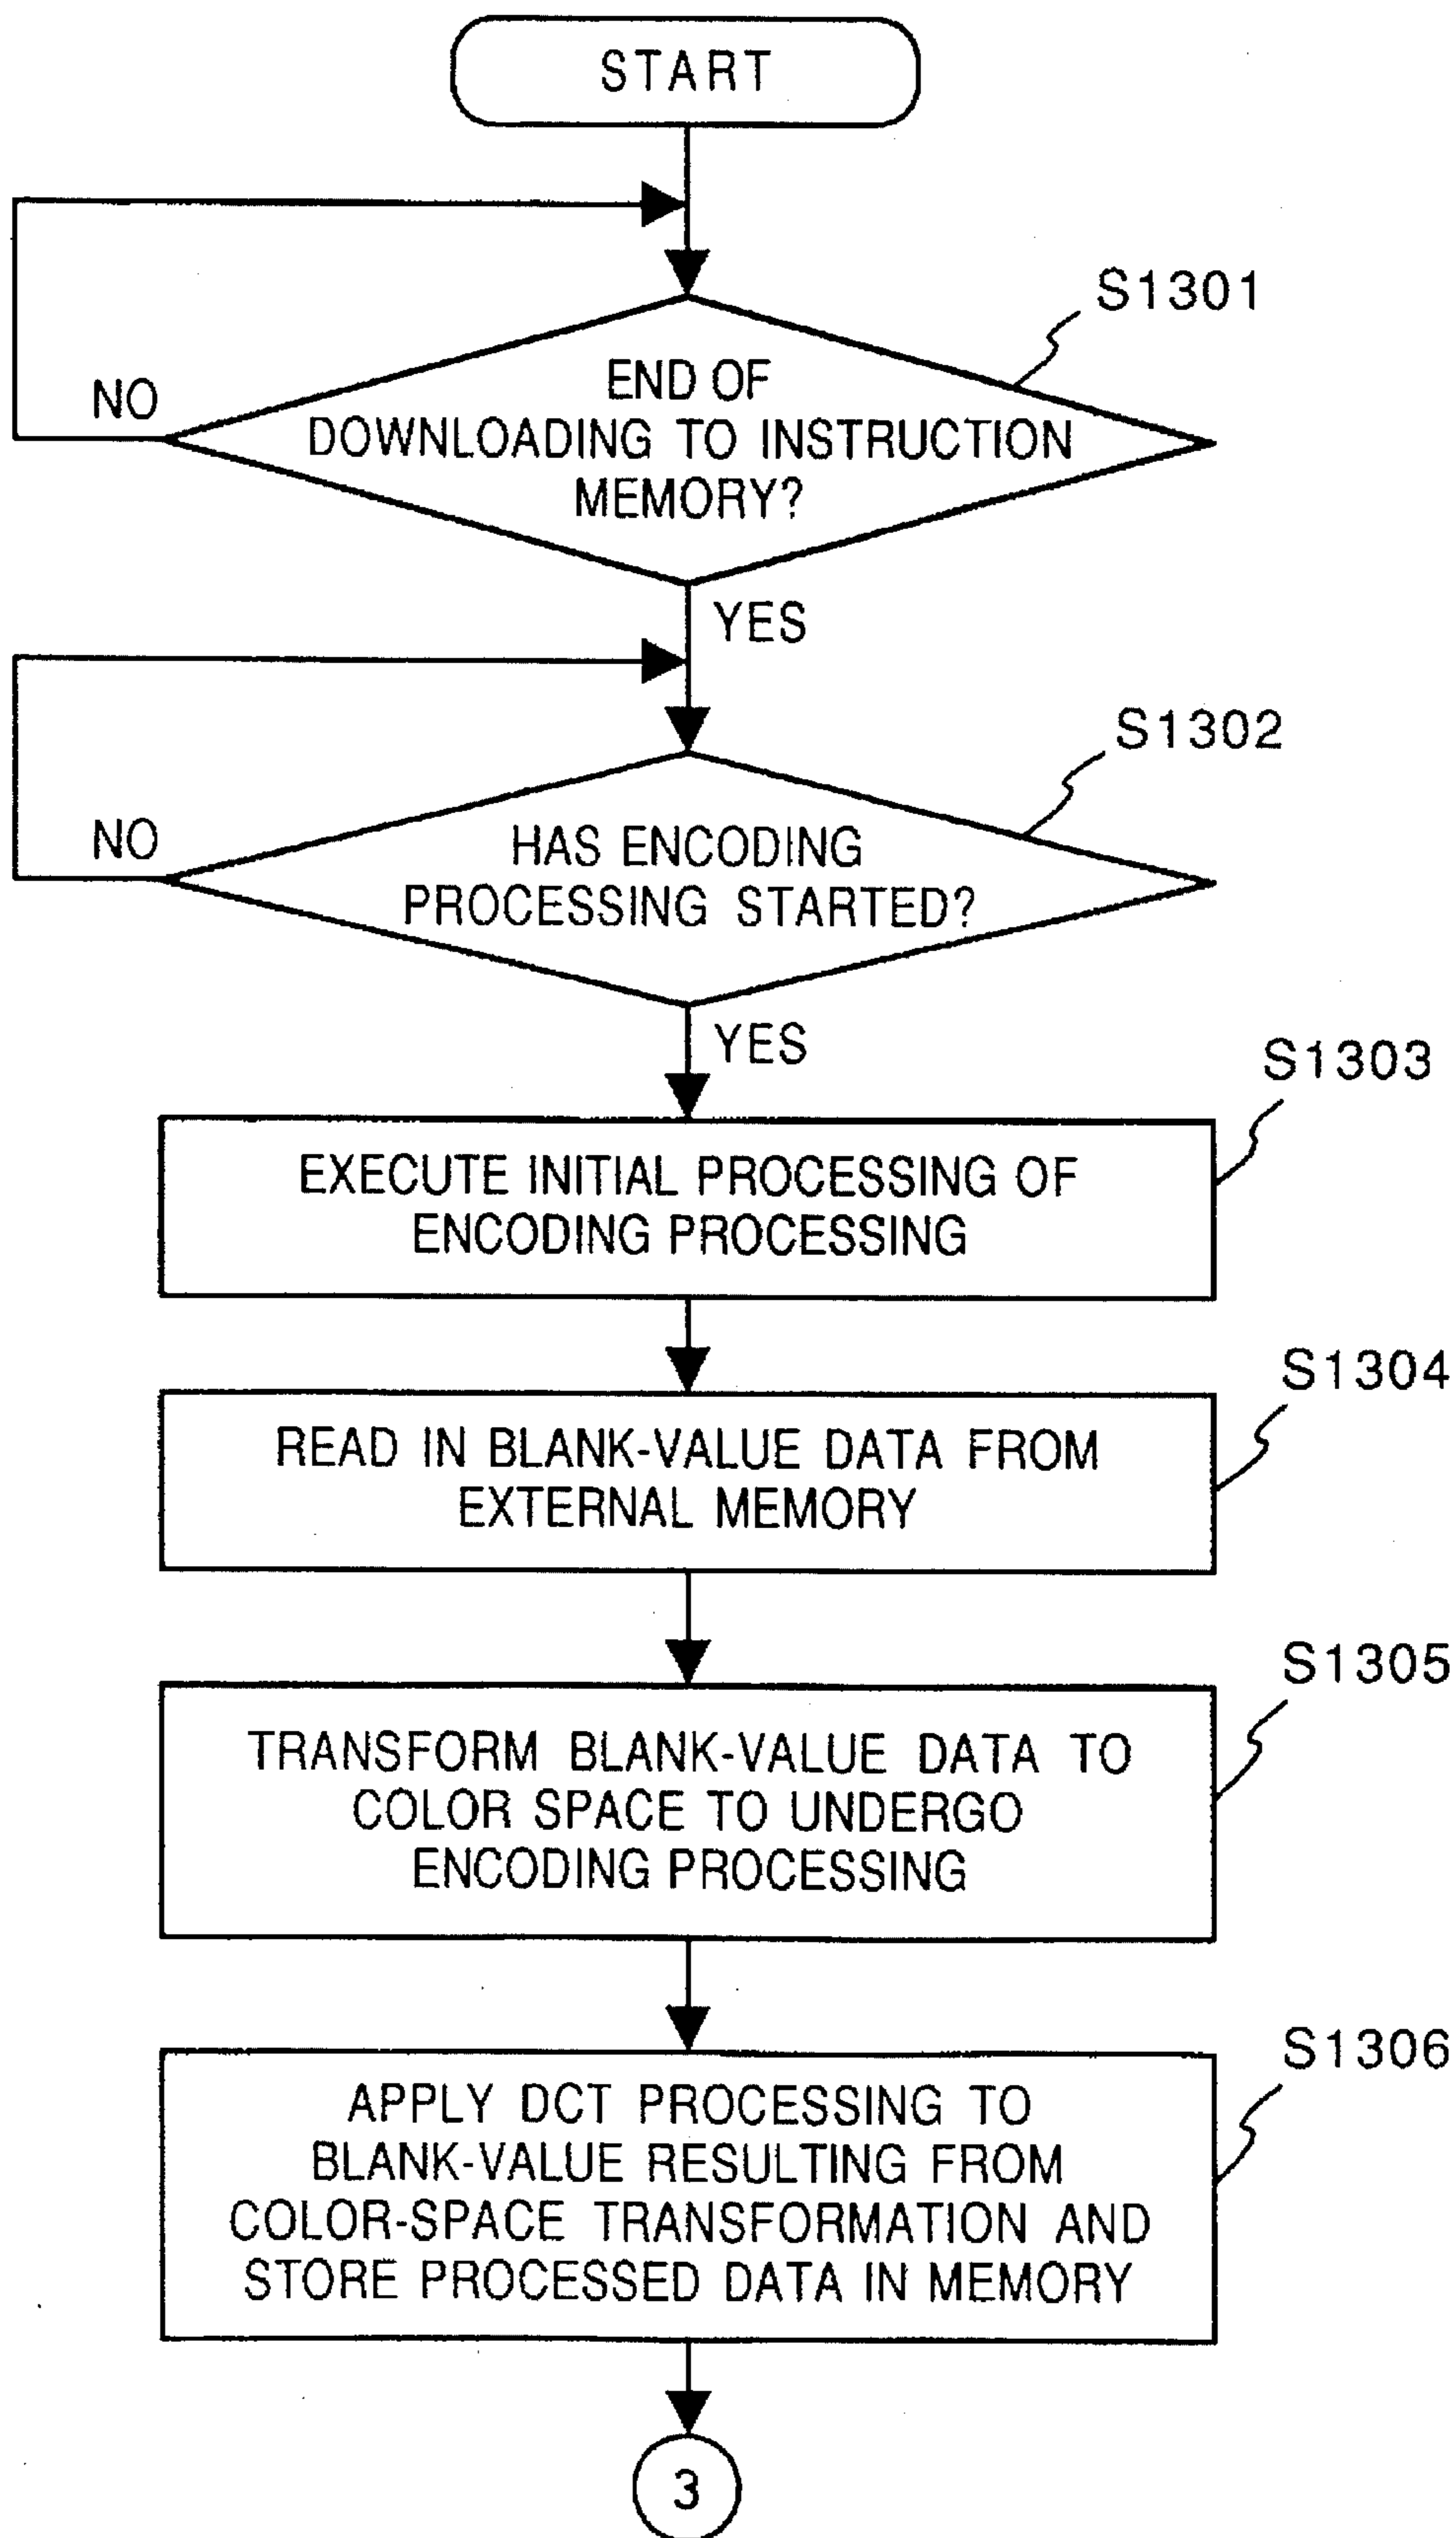 START
S1301
END OF
DOWNLOADING TO INSTRUCTION
MEMORY?
NO
YES
S1302
HAS ENCODING
PROCESSING STARTED?
NO
YES
S1303
EXECUTE INITIAL PROCESSING OF
ENCODING PROCESSING
S1304
READ IN BLANK-VALUE DATA FROM
EXTERNAL MEMORY
S1305
TRANSFORM BLANK-VALUE DATA TO
COLOR SPACE TO UNDERGO
ENCODING PROCESSING
S1306
APPLY DCT PROCESSING TO
BLANK-VALUE RESULTING FROM
COLOR-SPACE TRANSFORMATION AND
STORE PROCESSED DATA IN MEMORY
3